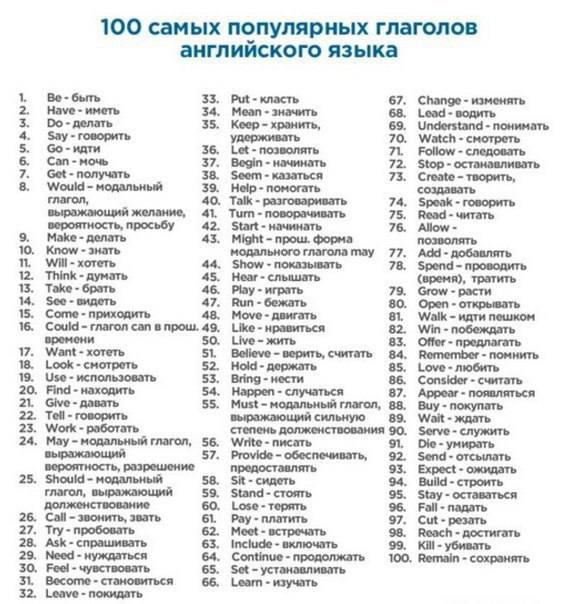 100 самых популярных глаголов
английского языка
1. Be - быть
2. Have - иметь
3. Do - делать
4. Say - говорить
5. Go - идти
6. Can - мочь
7. Get - получать
8. Would – модальный
глагол,
выражающий желание,
вероятность, просьбу
9. Make - делать
10. Know - знать
11. Will - хотеть
12. Think - думать
13. Take - брать
14. See - видеть
15. Come - приходить
16. Could – глагол can в прош.
времени
17. Want - хотеть
18. Look - смотреть
19. Use - использовать
20. Find - находить
21. Give - давать
22. Tell - говорить
23. Work - работать
24. May – модальный глагол,
выражающий
вероятность, разрешение
25. Should – модальный
глагол, выражающий
долженствование
26. Call – звонить, звать
27. Try - пробовать
28. Ask - спрашивать
29. Need - нуждаться
30. Feel - чувствовать
31. Become - становиться
32. Leave - покидать
33. Put - класть
34. Mean - значить
35. Keep – хранить,
удерживать
36. Let - позволять
37. Begin - начинать
38. Seem - казаться
39. Help - помогать
40. Talk - разговаривать
41. Turn - поворачивать
42. Start - начинать
43. Might – прош. форма
модального глагола may
44. Show - показывать
45. Hear - слышать
46. Play - играть
47. Run - бежать
48. Move - двигать
49. Like - нравиться
50. Live – жить
51. Believe – верить, считать
52. Hold - держать
53. Bring - нести
54. Happen - случаться
55. Must – модальный глагол,
выражающий сильную
степень долженствования
56. Write - писать
57. Provide – обеспечивать,
предоставлять
58. Sit - сидеть
59. Stand - стоять
60. Lose - терять
61. Pay - платить
62. Meet - встречать
63. Include - включать
64. Continue - продолжать
65. Set - устанавливать
66. Learn - изучать
67. Change - изменять
68. Lead - водить
69. Understand - понимать
70. Watch - смотреть
71. Follow - следовать
72. Stop - останавливать
73. Create – творить,
создавать
74. Speak - говорить
75. Read - читать
76. Allow -
позволять
77. Add - добавлять
78. Spend – проводить
(время), тратить
79. Grow - расти
80. Open - открывать
81. Walk – идти пешком
82. Win - побеждать
83. Offer - предлагать
84. Remember - помнить
85. Love - любить
86. Consider - считать
87. Appear - появляться
88. Buy - покупать
89. Wait - ждать
90. Serve - служить
91. Die - умирать
92. Send - отсылать
93. Expect - ожидать
94. Build - строить
95. Stay - оставаться
96. Fall - падать
97. Cut - резать
98. Reach - достигать
99. Kill - убивать
100. Remain - сохранять